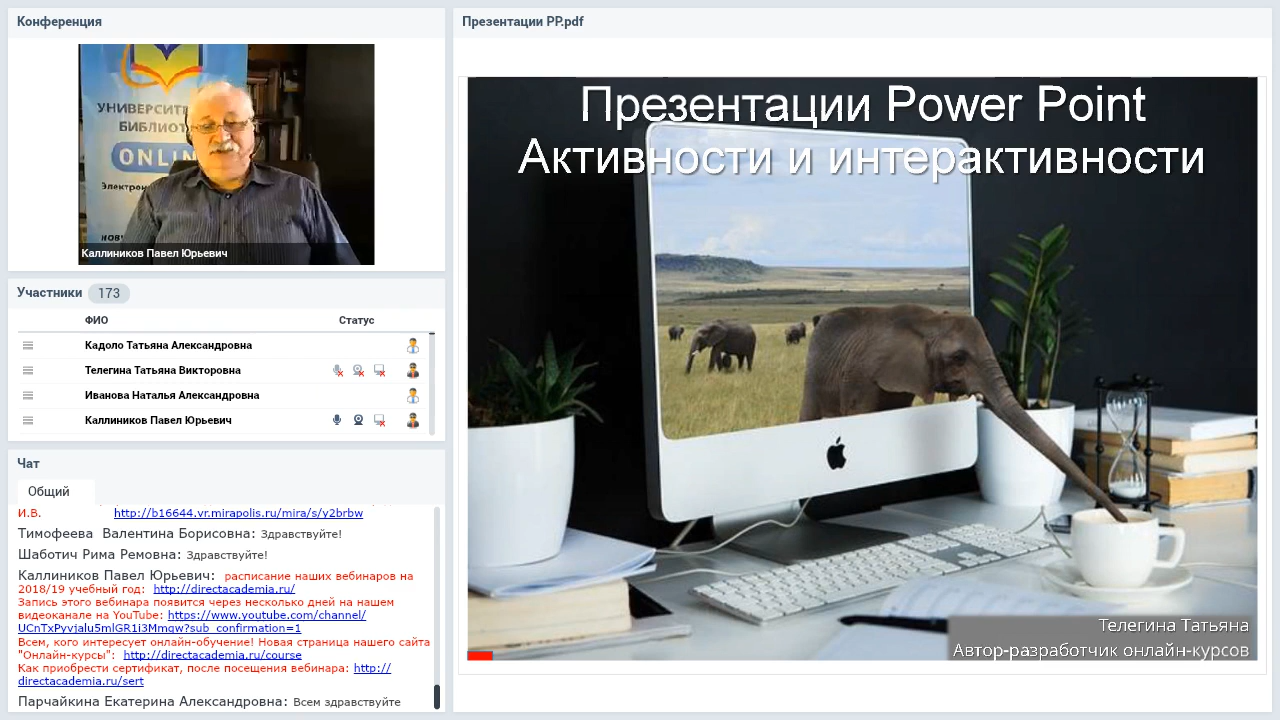 Конференция
УНИВЕРСИТ
БИБЛИОТ
ONLIN
Электрон
НОВ
Каллиников Павел Юрьевич
Участники 173
ФИО Статус
Кадоло Татьяна Александровна
Телегина Татьяна Викторовна
Иванова Наталья Александровна
Каллиников Павел Юрьевич
Чат
Общий
И.В. http://b16644.vr.mirapolis.ru/mira/s/y2brbw
Тимофеева Валентина Борисовна: Здравствуйте!
Шаботич Рима Ремовна: Здравствуйте!
Каллиников Павел Юрьевич: расписание наших вебинаров на
2018/19 учебный год: http://directacademia.ru/
Запись этого вебинара появится через несколько дней на нашем
видеоканале на YouTube: https://www.youtube.com/channel/
UCnTxPyvjalu5mlGR1i3Mmqw?sub_confirmation=1
Всем, кого интересует онлайн-обучение! Новая страница нашего сайта
"Онлайн-курсы": http://directacademia.ru/course
Как приобрести сертификат, после посещения вебинара: http://
directacademia.ru/sert
Парчайкина Екатерина Александровна: Всем здравствуйте
Презентации PP.pdf
Презентации Power Point
Активности и интерактивности
Телегина Татьяна
Автор-разработчик онлайн-курсов